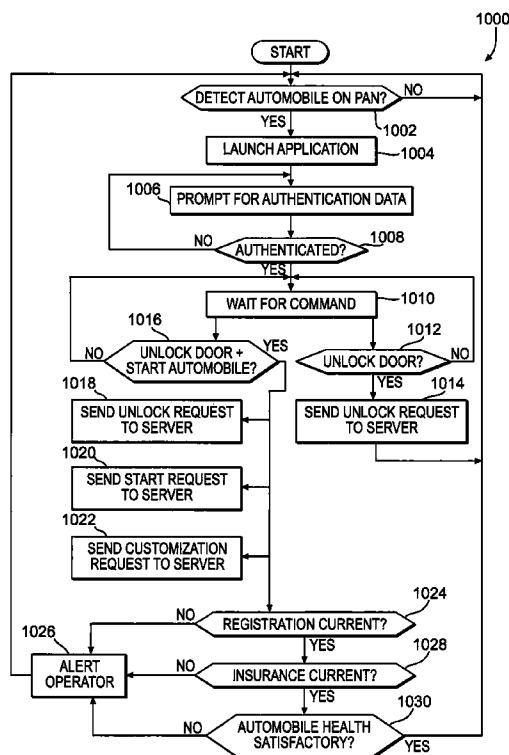 1000
START
DETECT AUTOMOBILE ON PAN?
NO
1002
YES
LAUNCH APPLICATION
1004
1006
PROMPT FOR AUTHENTICATION DATA
NO
AUTHENTICATED?
1008
YES
WAIT FOR COMMAND
1010
1016
YES
1012
NO
UNLOCK DOOR +
START AUTOMOBILE?
UNLOCK DOOR?
NO
1018
YES
1014
SEND UNLOCK REQUEST
TO SERVER
SEND UNLOCK REQUEST
TO SERVER
1020
SEND START REQUEST
TO SERVER
1022
SEND CUSTOMIZATION
REQUEST TO SERVER
1024
NO
REGISTRATION CURRENT?
1026
YES
1028
ALERT
OPERATOR
NO
INSURANCE CURRENT?
YES
1030
NO
AUTOMOBILE HEALTH
SATISFACTORY?
YES